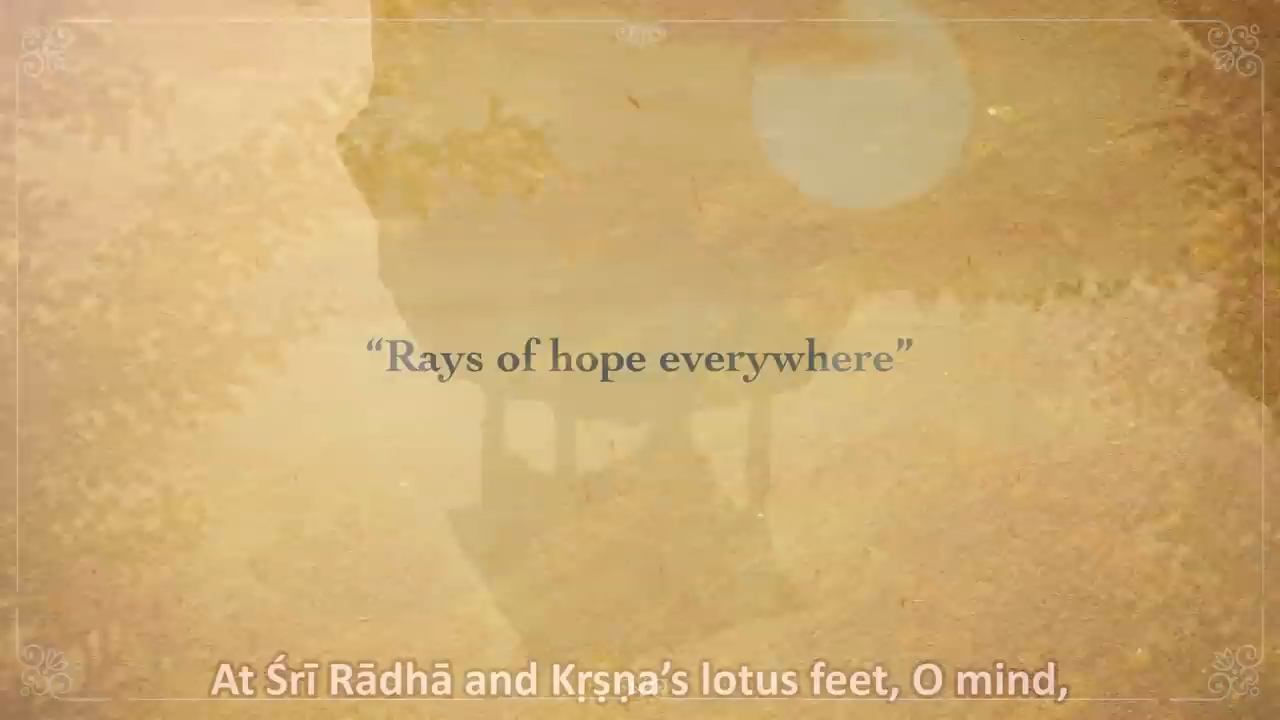 “Rays of hope everywhere”
At Śrī Rādhā and Kṛṣṇa’s lotus feet, O mind,